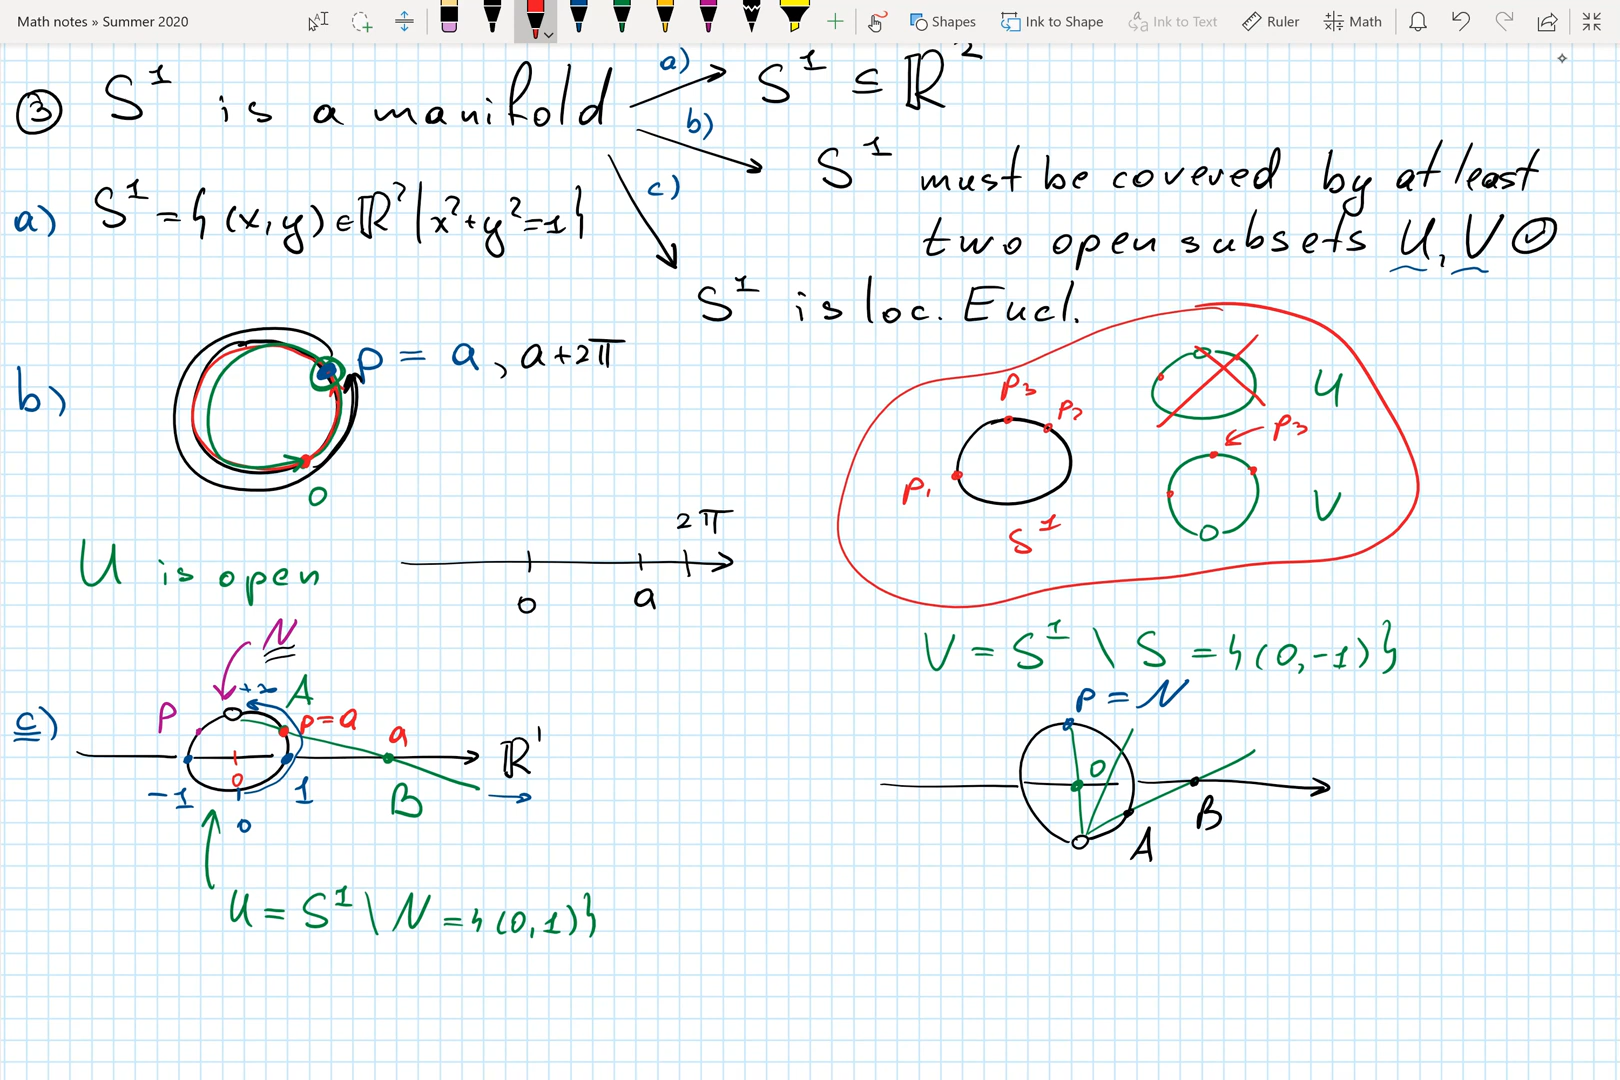 Math notes » Summer 2020
Shapes
Ink to Shape
Ink to Text
Ruler
Math
③ S¹ is a manifold
a) S¹ ⊆ ℝ²
b) S¹ must be covered by at least
two open subsets U, V
c) S¹ is loc. Eucl.
a) S¹ = { (x,y) ∈ ℝ² | x²+y²=1 }
b)
p = a, a+2π
0
U is open
0
a
2π
p₁
p₂
p₃
S¹
U
p₃
V
c)
N
+∞
A
P
p=a
a
-1
0
1
0
B
ℝ¹
U = S¹ \ N = { (0,1) }
V = S¹ \ S = { (0,-1) }
p = N
0
A
B